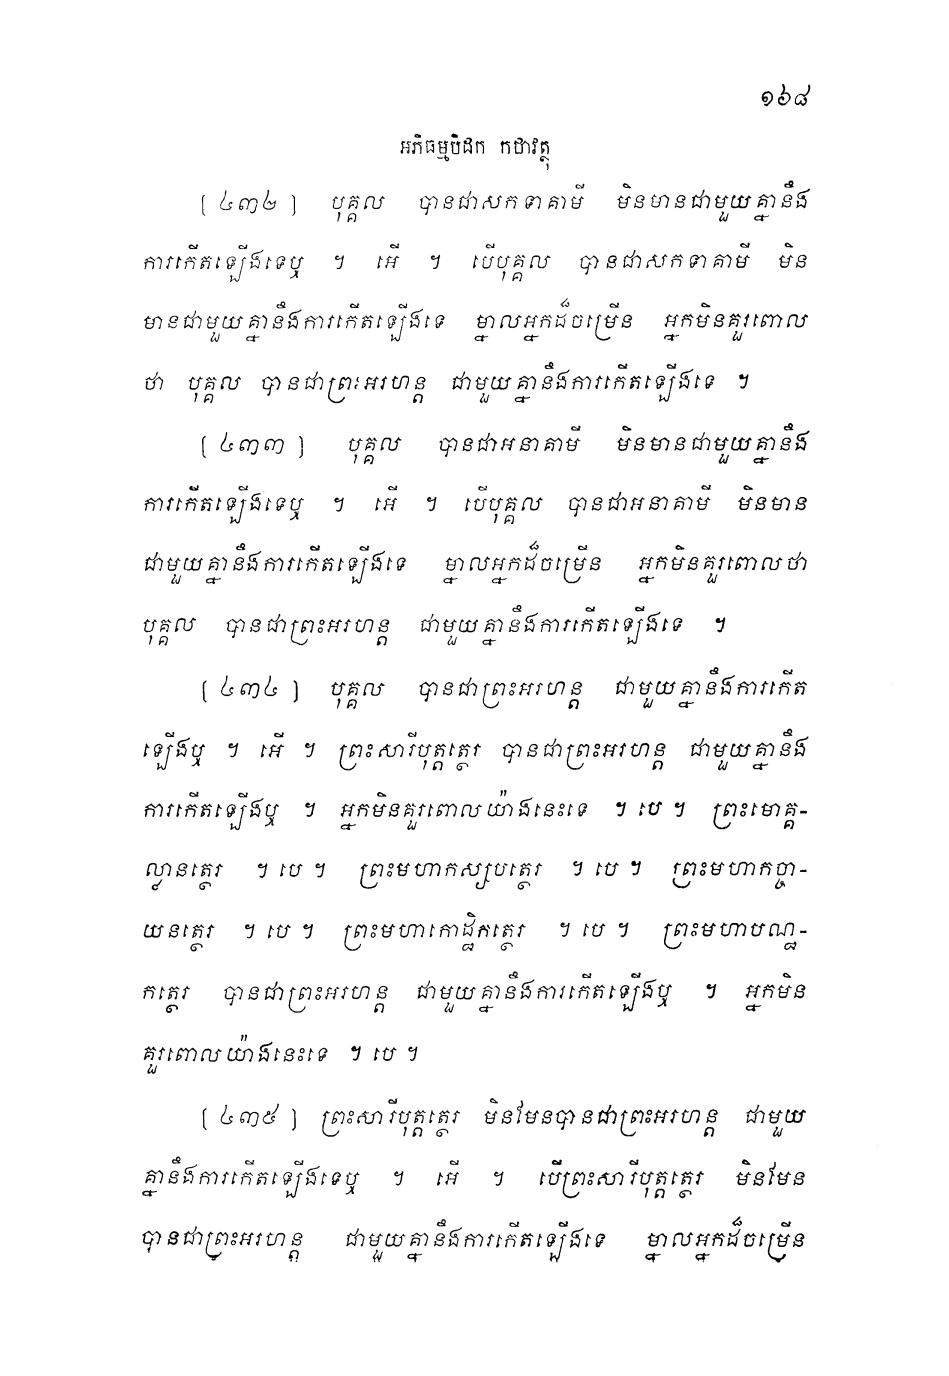 ១៦៨
អភិធម្មបិដក កថាវត្ថុ
[ ៤៣២ ] បុគ្គល បានជាសកទាគាមី មិនមានជាមួយគ្នានឹង
ការកើតឡើងទេឬ ។ អើ ។ បើបុគ្គល បានជាសកទាគាមី មិន
មានជាមួយគ្នានឹងការកើតឡើងទេ ម្នាលអ្នកដ៏ចម្រើន អ្នកមិនគួរពោល
ថា បុគ្គល បានជាព្រះអរហន្ត ជាមួយគ្នានឹងការកើតឡើងទេ ។
[ ៤៣៣ ] បុគ្គល បានជាអនាគាមី មិនមានជាមួយគ្នានឹង
ការកើតឡើងទេឬ ។ អើ ។ បើបុគ្គល បានជាអនាគាមី មិនមាន
ជាមួយគ្នានឹងការកើតឡើងទេ ម្នាលអ្នកដ៏ចម្រើន អ្នកមិនគួរពោលថា
បុគ្គល បានជាព្រះអរហន្ត ជាមួយគ្នានឹងការកើតឡើងទេ ។
[ ៤៣៤ ] បុគ្គល បានជាព្រះអរហន្ត ជាមួយគ្នានឹងការកើត
ឡើងឬ ។ អើ ។ ព្រះសារីបុត្តត្ថេរ បានជាព្រះអរហន្ត ជាមួយគ្នានឹង
ការកើតឡើងឬ ។ អ្នកមិនគួរពោលយ៉ាងនេះទេ ។ បេ ។ ព្រះមោគ្គ-
ល្លានត្ថេរ ។ បេ ។ ព្រះមហាកស្សបត្ថេរ ។ បេ ។ ព្រះមហាកច្ចា-
យនត្ថេរ ។ បេ ។ ព្រះមហាកោដ្ឋិកត្ថេរ ។ បេ ។ ព្រះមហាបណ្ឋ-
កត្ថេរ បានជាព្រះអរហន្ត ជាមួយគ្នានឹងការកើតឡើងឬ ។ អ្នកមិន
គួរពោលយ៉ាងនេះទេ ។ បេ ។
[ ៤៣៥ ] ព្រះសារីបុត្តត្ថេរ មិនមែនបានជាព្រះអរហន្ត ជាមួយ
គ្នានឹងការកើតឡើងទេឬ ។ អើ ។ បើព្រះសារីបុត្តត្ថេរ មិនមែន
បានជាព្រះអរហន្ត ជាមួយគ្នានឹងការកើតឡើងទេ ម្នាលអ្នកដ៏ចម្រើន